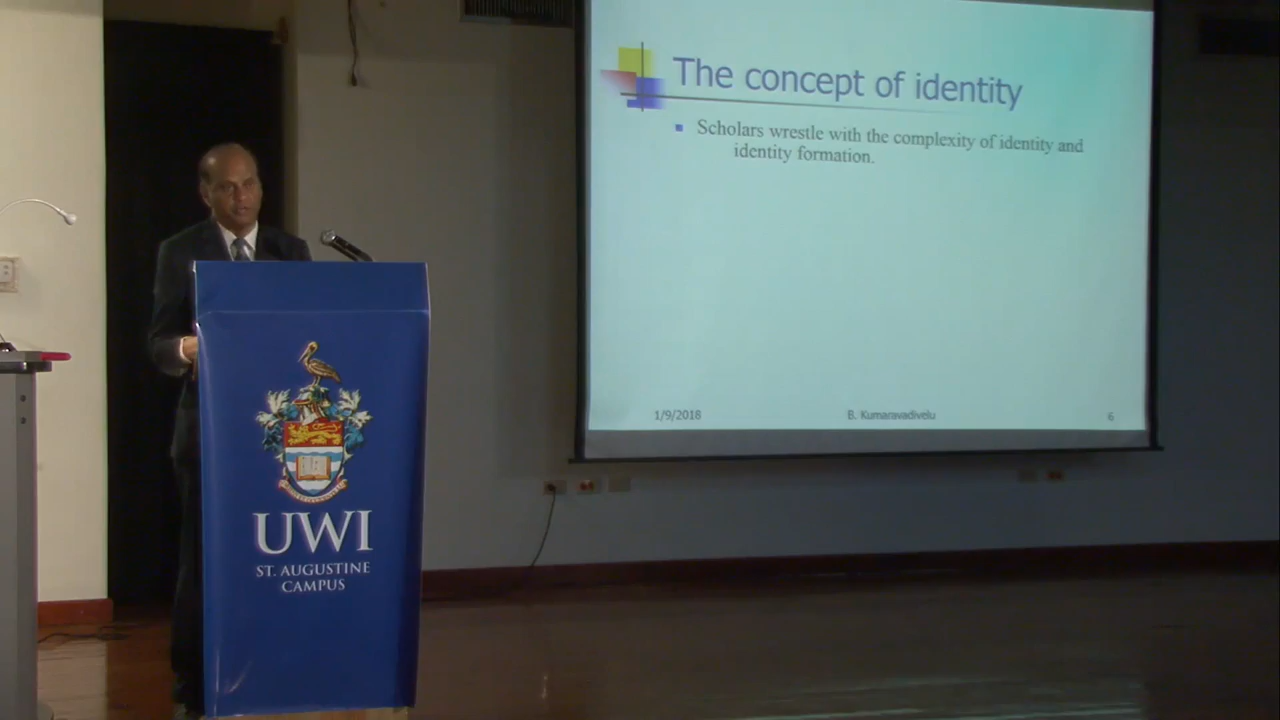 The concept of identity
Scholars wrestle with the complexity of identity and
identity formation.
1/9/2018
B. Kumaravadivelu
6
UWI
ST. AUGUSTINE
CAMPUS